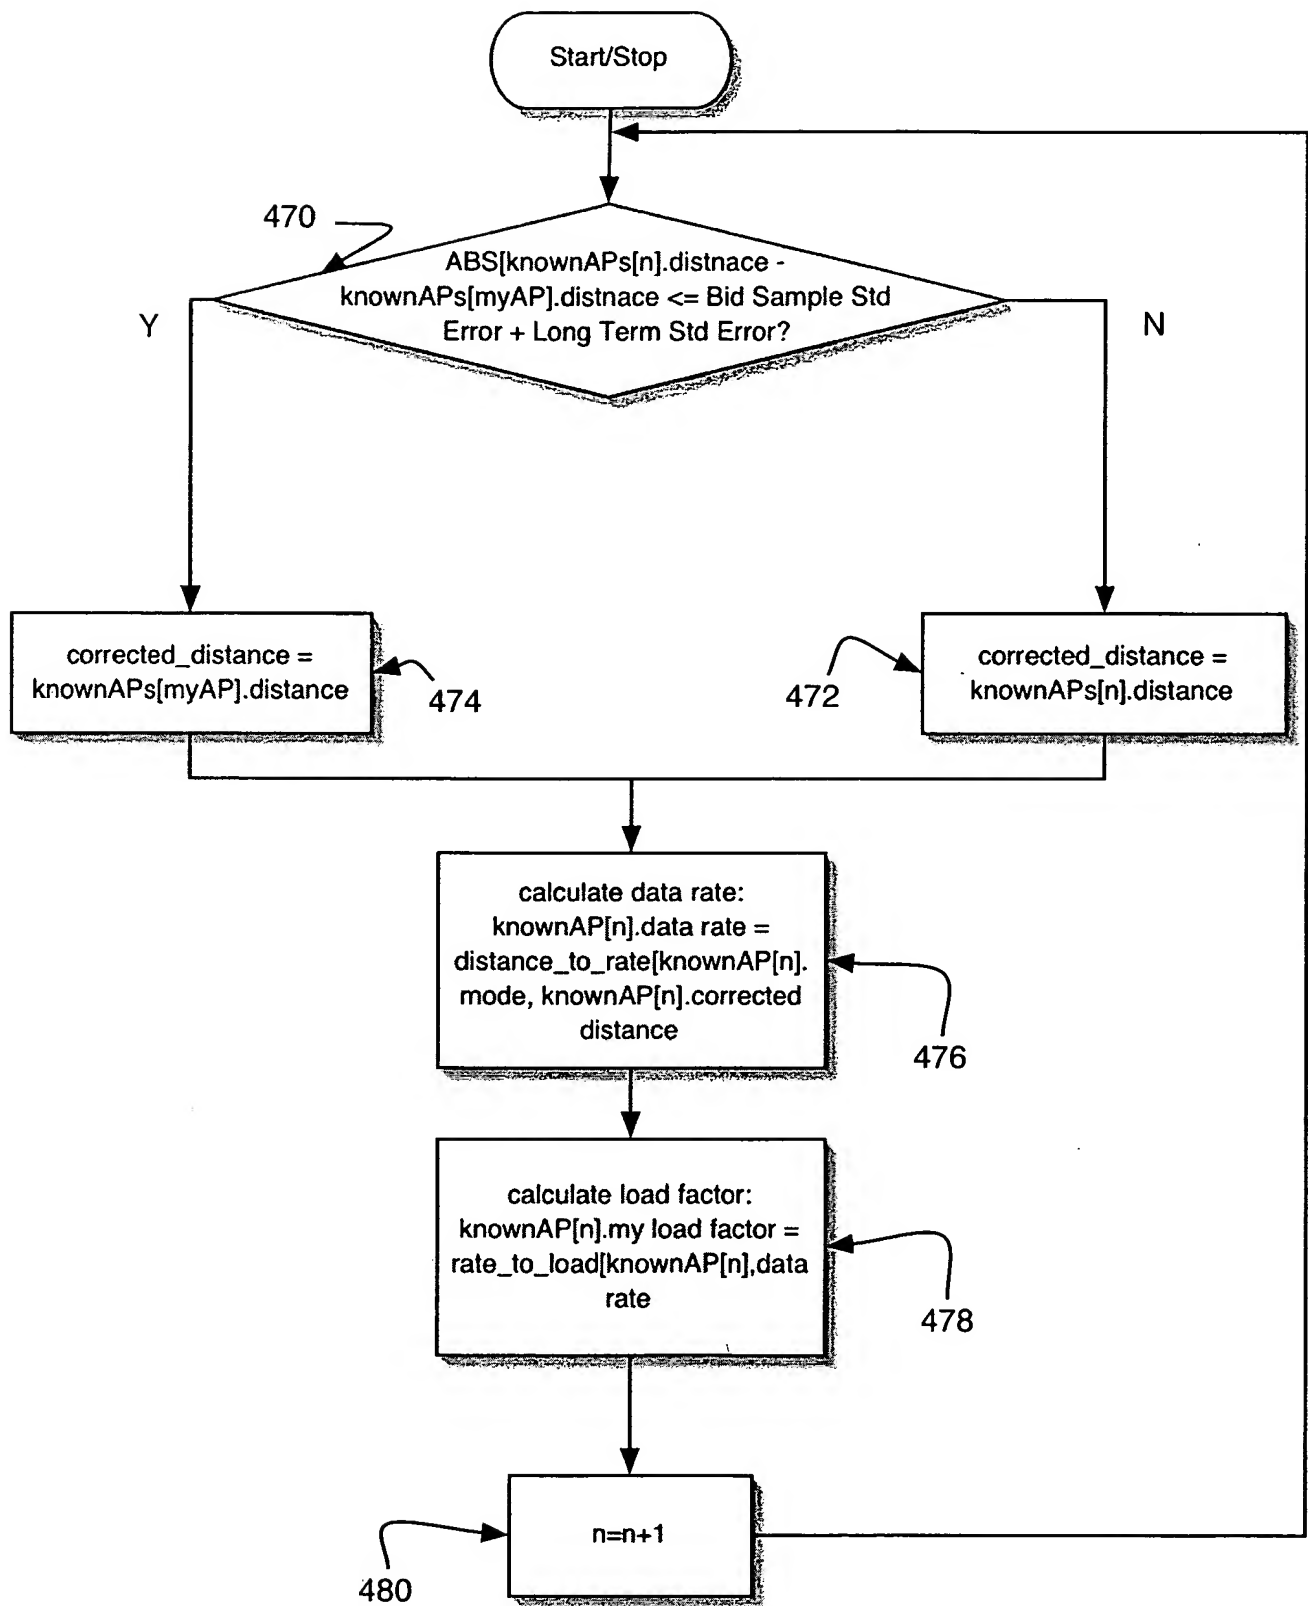 Start/Stop
470
ABS[knownAPs[n].distnace -
knownAPs[myAP].distnace <= Bid Sample Std
Error + Long Term Std Error?
Y
N
corrected_distance =
knownAPs[myAP].distance
474
472
corrected_distance =
knownAPs[n].distance
calculate data rate:
knownAP[n].data rate =
distance_to_rate[knownAP[n].
mode, knownAP[n].corrected
distance
476
calculate load factor:
knownAP[n].my load factor =
rate_to_load[knownAP[n],data
rate
478
n=n+1
480